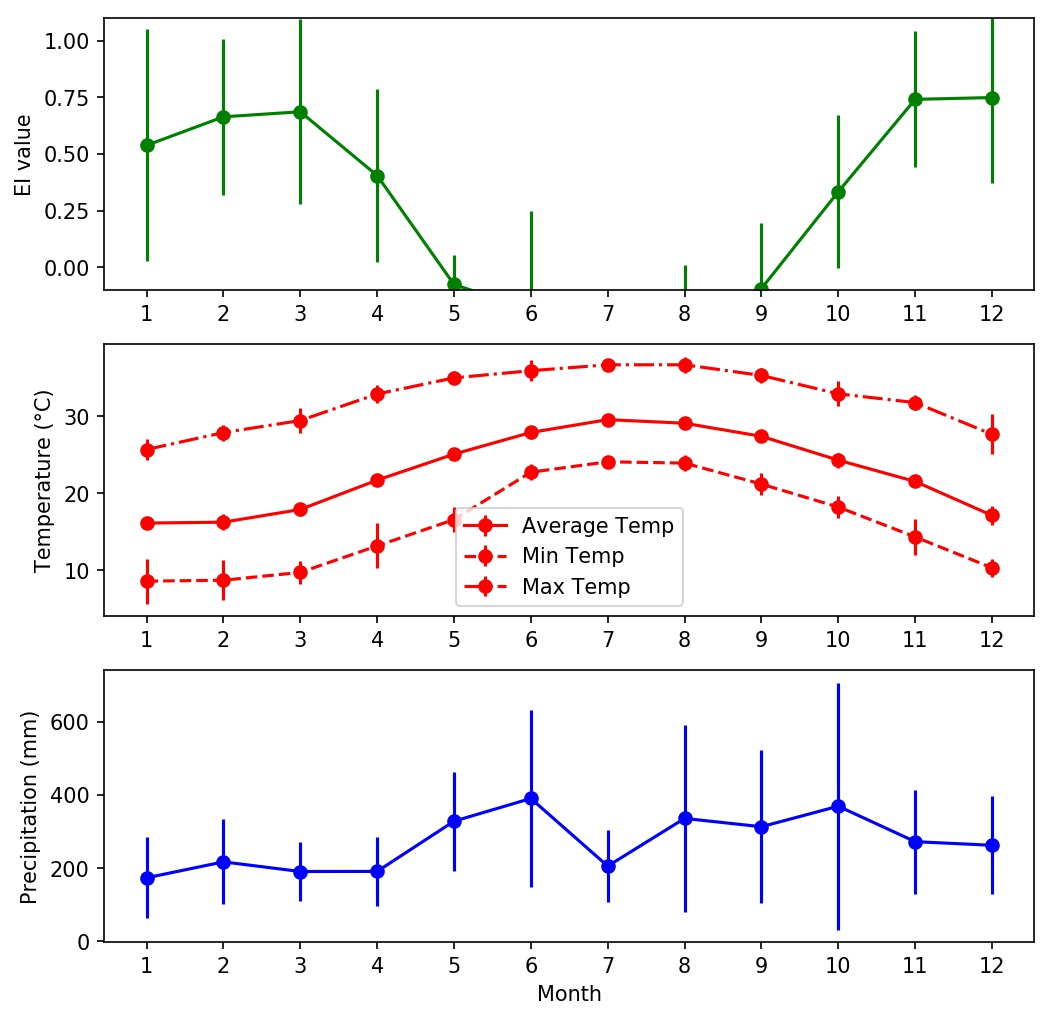 EI value
1.00
0.75
0.50
0.25
0.00
1 2 3 4 5 6 7 8 9 10 11 12
Temperature (°C)
30
20
10
Average Temp
Min Temp
Max Temp
1 2 3 4 5 6 7 8 9 10 11 12
Precipitation (mm)
600
400
200
0
1 2 3 4 5 6 7 8 9 10 11 12
Month